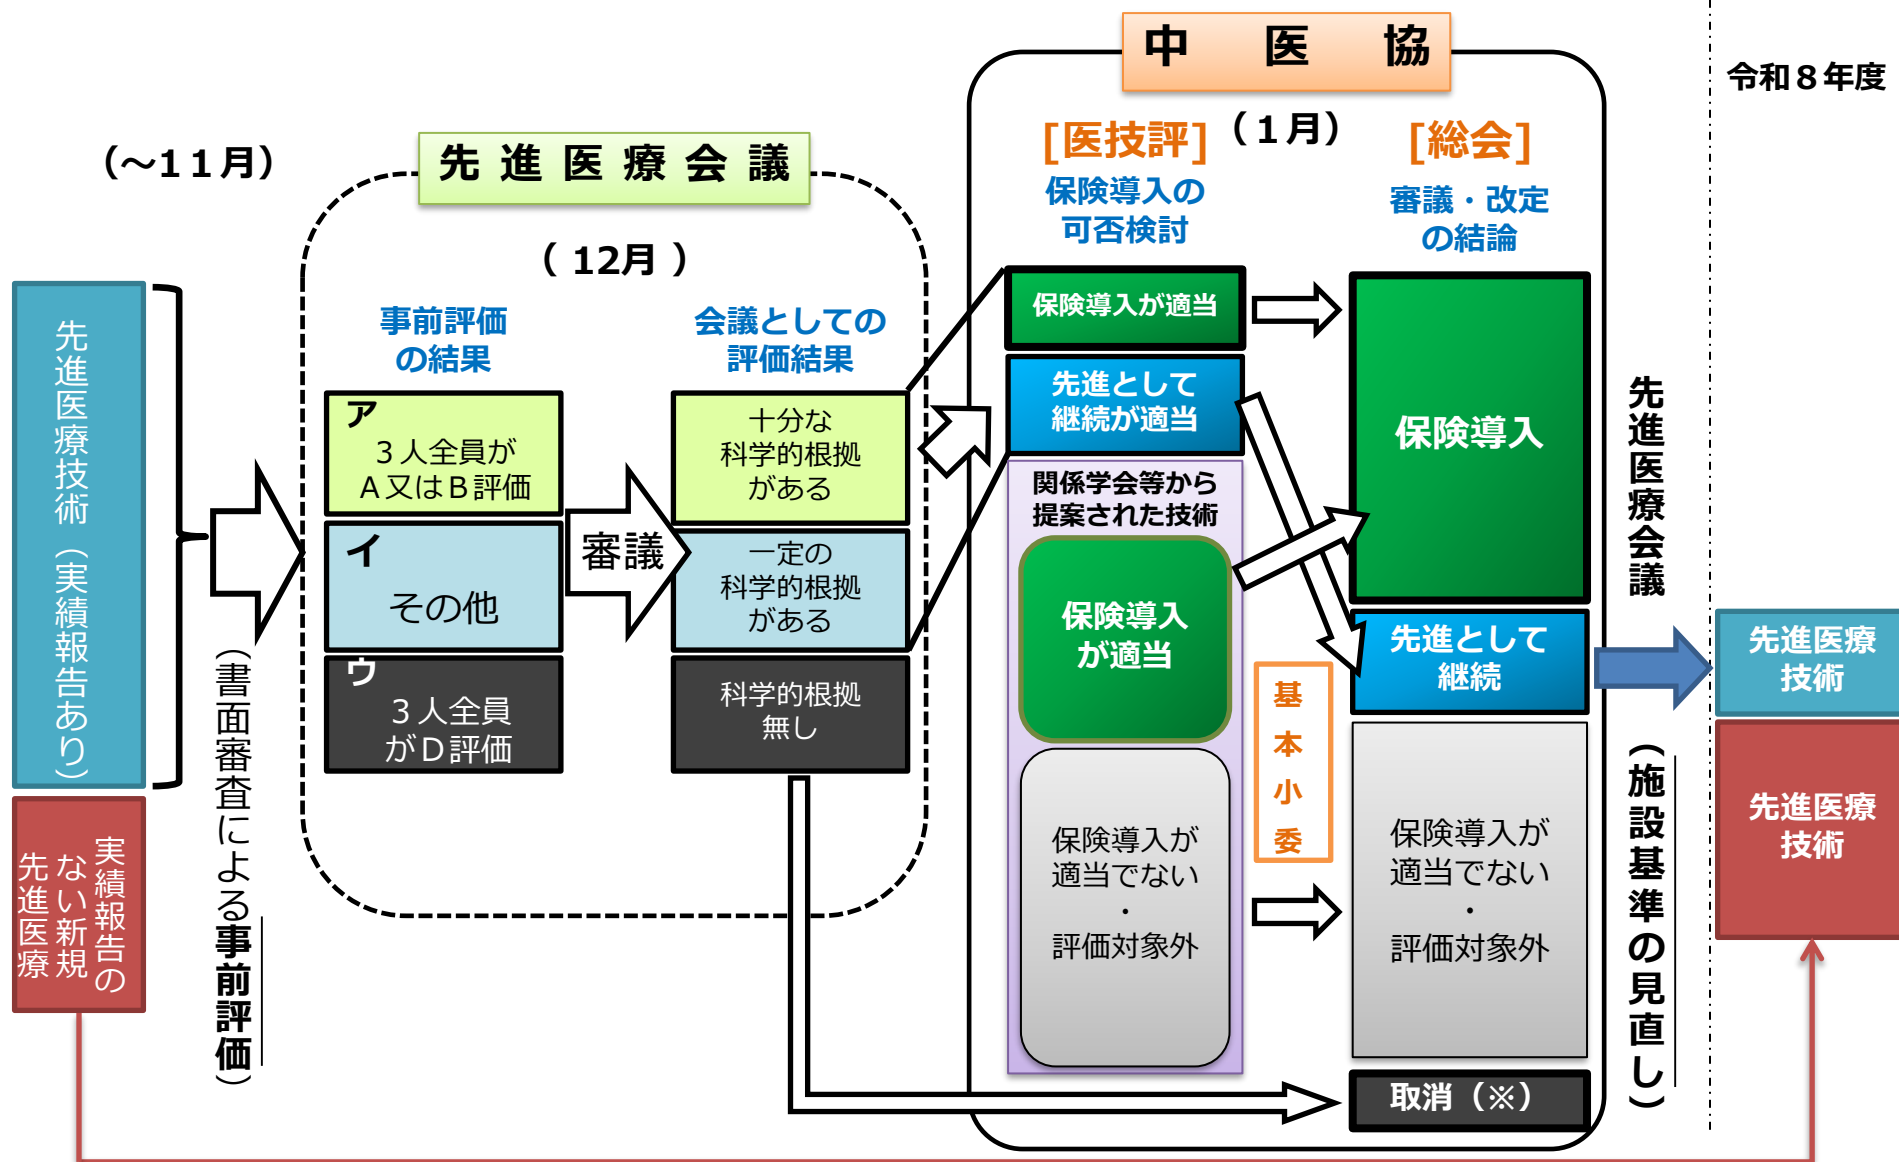 中医協
令和８年度
（～１１月）
先進医療会議
（１２月）
[医技評]
（１月）
[総会]
保険導入の
可否検討
審議・改定
の結論
先進医療技術（実績報告あり）
実績報告の
ない新規
先進医療
（書面審査による事前評価）
事前評価
の結果
会議としての
評価結果
ア
３人全員が
Ａ又はＢ評価
イ
その他
ウ
３人全員
がＤ評価
審議
十分な
科学的根拠
がある
一定の
科学的根拠
がある
科学的根拠
無し
保険導入が適当
先進として
継続が適当
関係学会等から
提案された技術
保険導入
が適当
保険導入が
適当でない
・
評価対象外
基本小委
保険導入
先進として
継続
保険導入が
適当でない
・
評価対象外
取消（※）
先進医療会議
（施設基準の見直し）
先進医療
技術
先進医療
技術